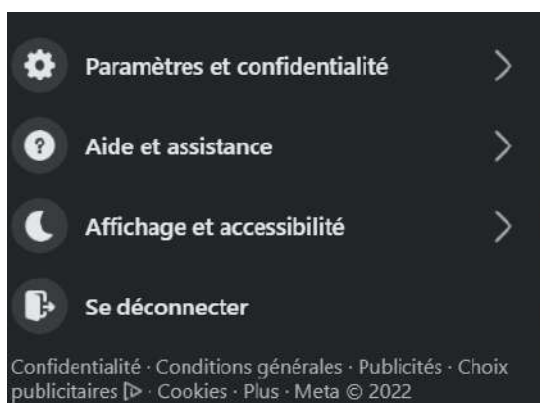 Paramètres et confidentialité
Aide et assistance
Affichage et accessibilité
Se déconnecter
Confidentialité · Conditions générales · Publicités · Choix
publicitaires · Cookies · Plus · Meta © 2022